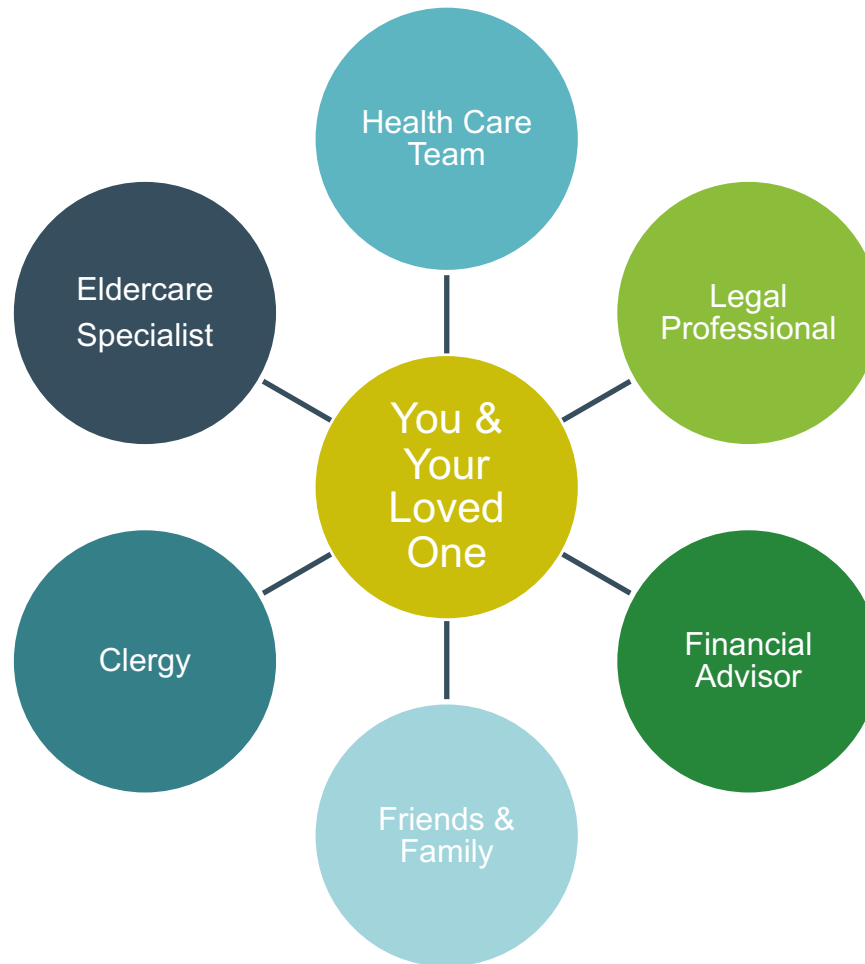 Health Care
Team
Eldercare
Specialist
Legal
Professional
You &
Your
Loved
One
Clergy
Financial
Advisor
Friends &
Family